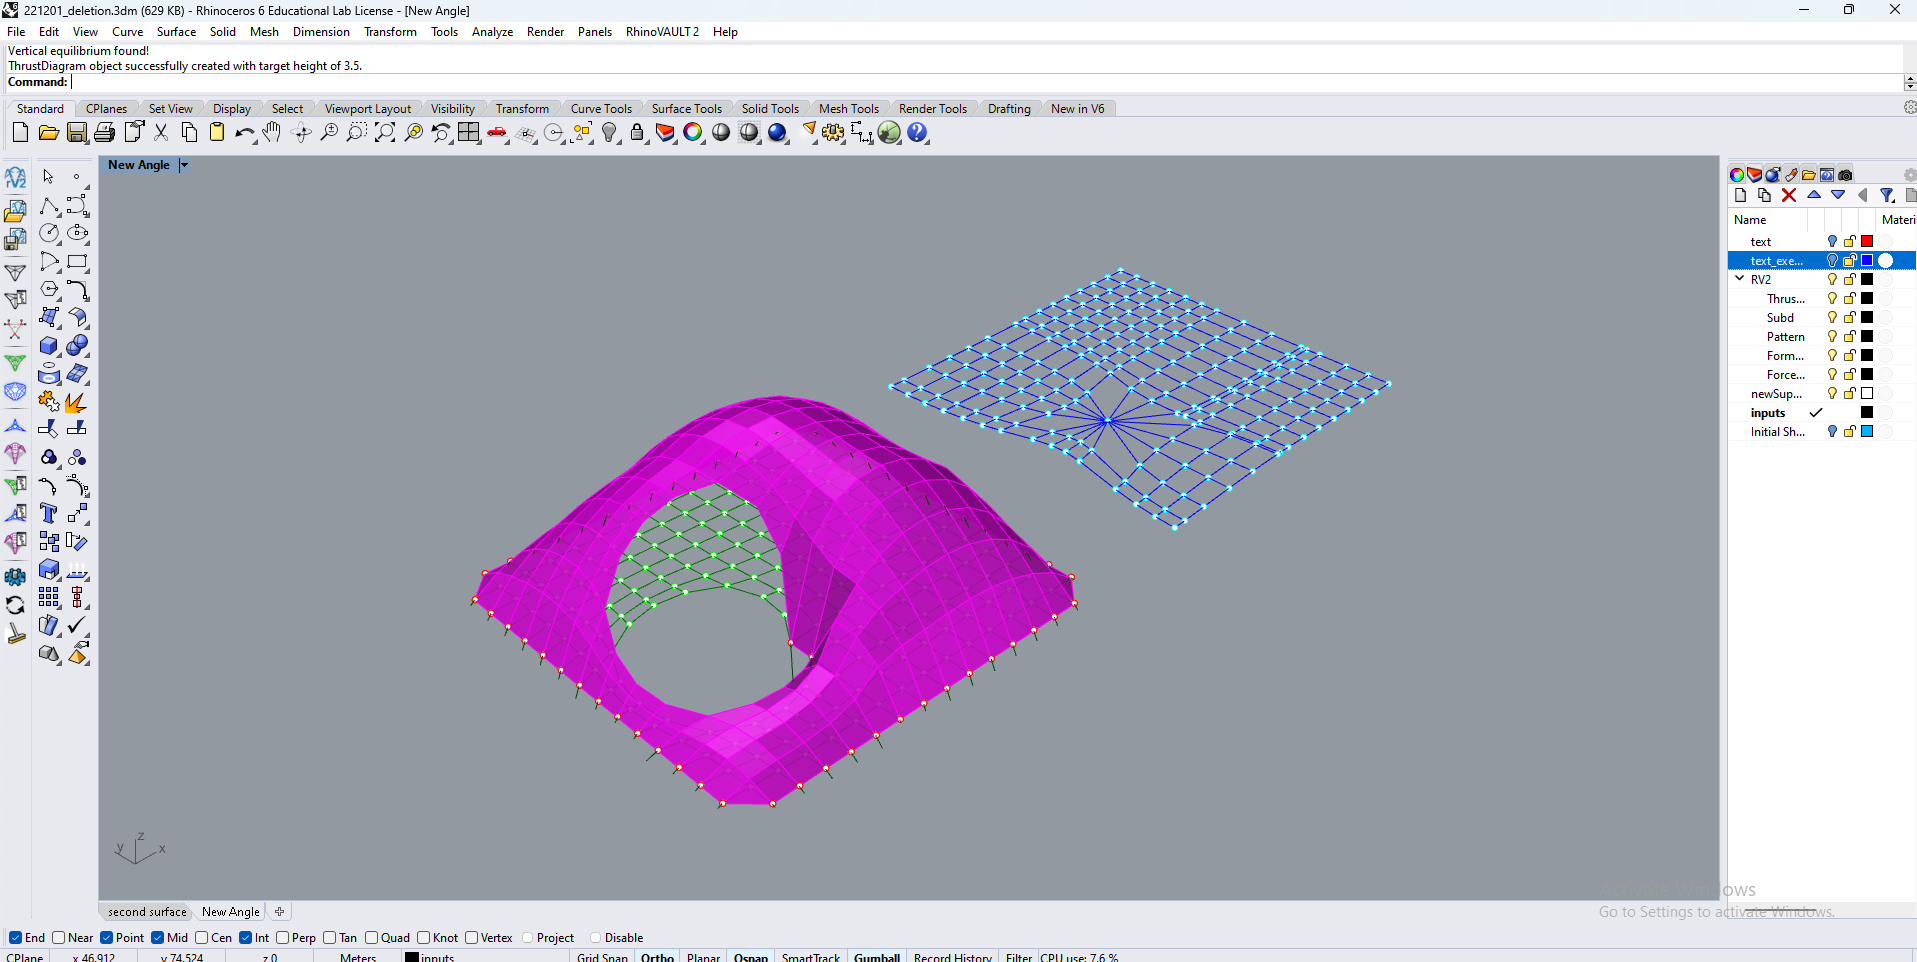 221201_deletion.3dm (629 KB) - Rhinoceros 6 Educational Lab License - [New Angle]
File Edit View Curve Surface Solid Mesh Dimension Transform Tools Analyze Render Panels RhinoVAULT 2 Help
Vertical equilibrium found!
ThrustDiagram object successfully created with target height of 3.5.
Command:
Standard CPlanes Set View Display Select Viewport Layout Visibility Transform Curve Tools Surface Tools Solid Tools Mesh Tools Render Tools Drafting New in V6
New Angle
Name Materi
text
text_exe...
RV2
Thrus...
Subd
Pattern
Form...
Force...
newSup...
inputs
Initial Sh...
rV2
z
y x
Activate Windows
Go to Settings to activate Windows.
second surface New Angle
End Near Point Mid Cen Int Perp Tan Quad Knot Vertex Project Disable
CPlane x 46.912 y 74.524 z 0 Meters inputs Grid Snap Ortho Planar Osnap SmartTrack Gumball Record History Filter CPU use: 7.6 %